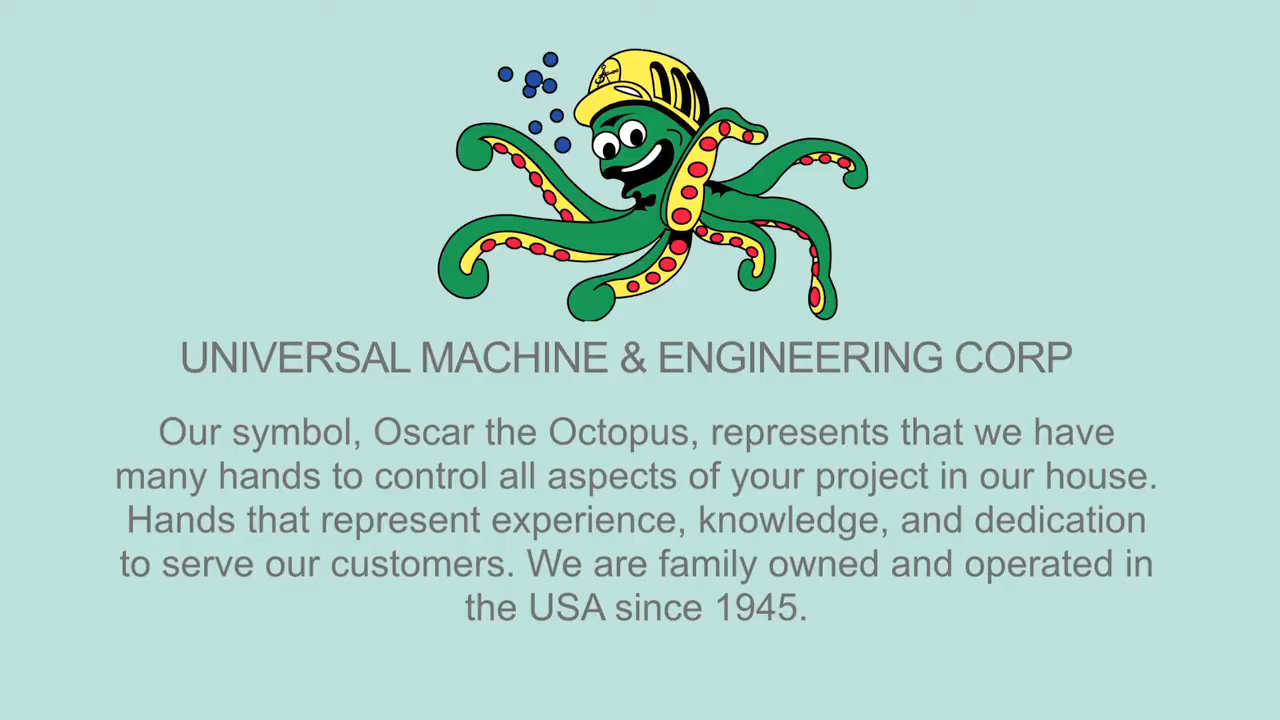 UNIVERSAL MACHINE & ENGINEERING CORP
Our symbol, Oscar the Octopus, represents that we have
many hands to control all aspects of your project in our house.
Hands that represent experience, knowledge, and dedication
to serve our customers. We are family owned and operated in
the USA since 1945.